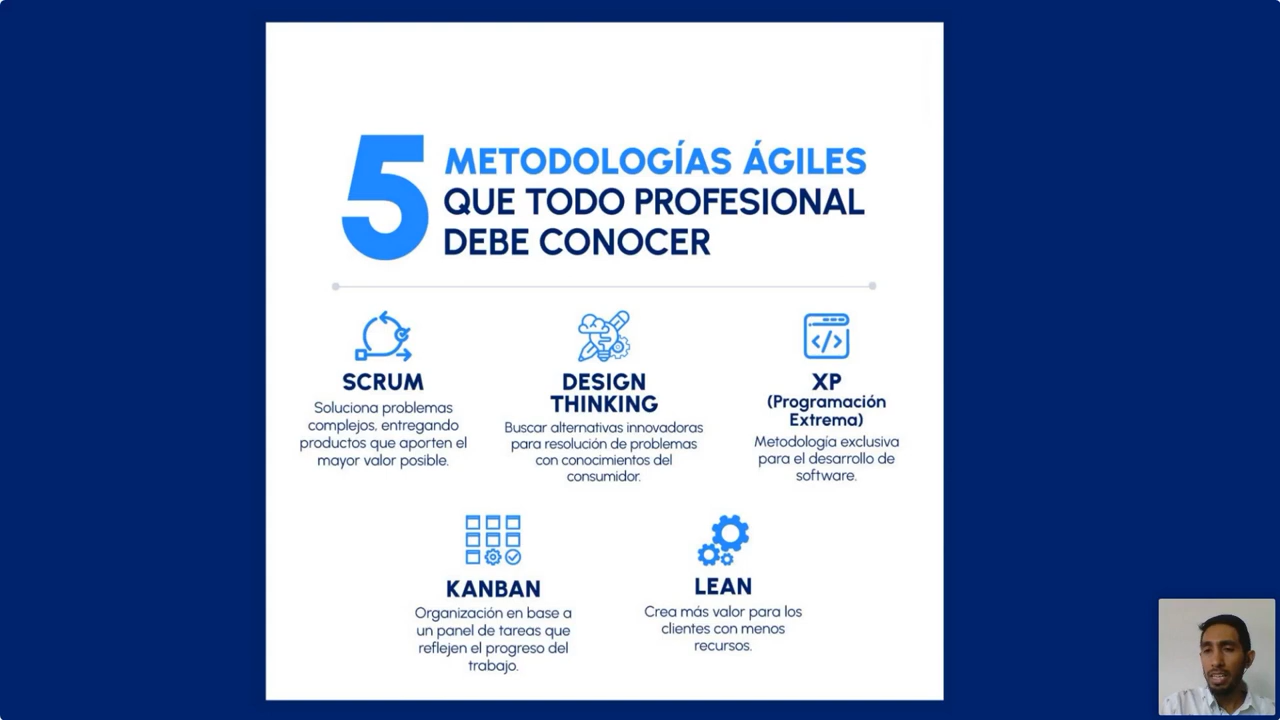 5 METODOLOGÍAS ÁGILES
QUE TODO PROFESIONAL
DEBE CONOCER
SCRUM
Soluciona problemas
complejos, entregando
productos que aporten el
mayor valor posible.
DESIGN
THINKING
Buscar alternativas innovadoras
para resolución de problemas
con conocimientos del
consumidor.
XP
(Programación
Extrema)
Metodología exclusiva
para el desarrollo de
software.
KANBAN
Organización en base a
un panel de tareas que
reflejen el progreso del
trabajo.
LEAN
Crea más valor para los
clientes con menos
recursos.